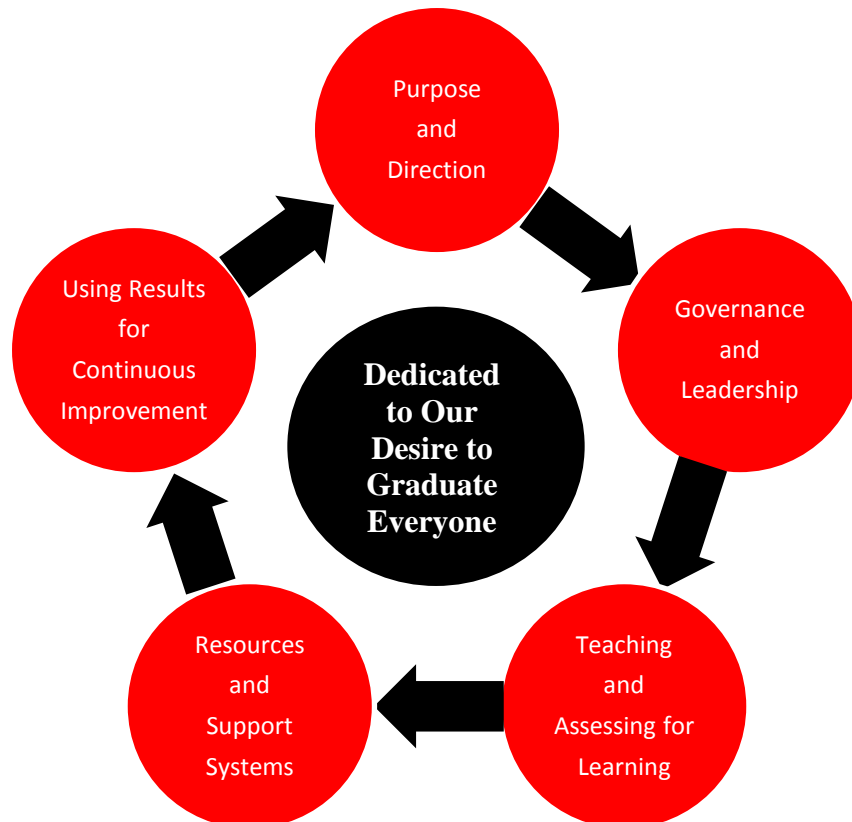 Purpose
and
Direction
Governance
and
Leadership
Teaching
and
Assessing for
Learning
Resources
and
Support
Systems
Using Results
for
Continuous
Improvement
Dedicated
to Our
Desire to
Graduate
Everyone